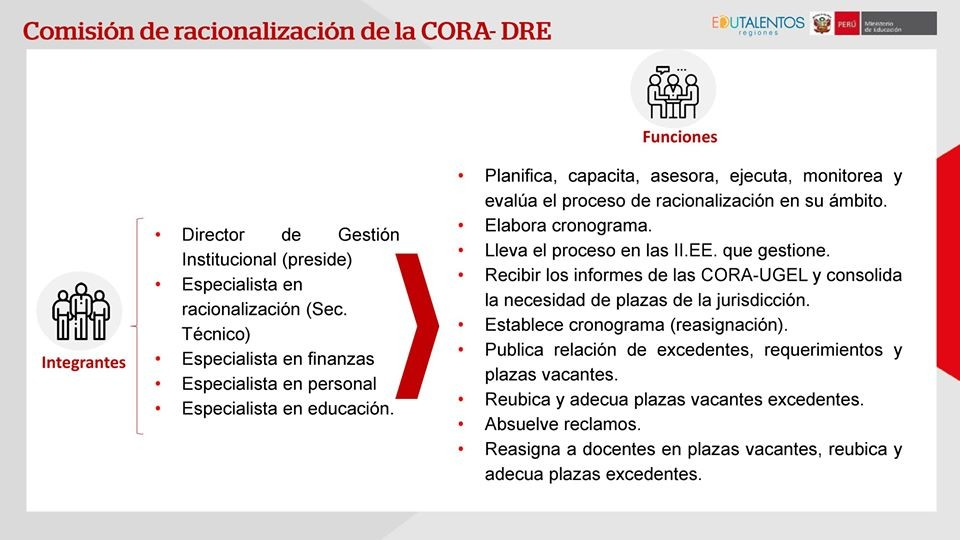 Comisión de racionalización de la CORA- DRE
EDUTALENTOS
regiones
PERÚ
Ministerio
de Educación
Integrantes
• Director de Gestión
Institucional (preside)
• Especialista en
racionalización (Sec.
Técnico)
• Especialista en finanzas
• Especialista en personal
• Especialista en educación.
Funciones
• Planifica, capacita, asesora, ejecuta, monitorea y
evalúa el proceso de racionalización en su ámbito.
• Elabora cronograma.
• Lleva el proceso en las II.EE. que gestione.
• Recibir los informes de las CORA-UGEL y consolida
la necesidad de plazas de la jurisdicción.
• Establece cronograma (reasignación).
• Publica relación de excedentes, requerimientos y
plazas vacantes.
• Reubica y adecua plazas vacantes excedentes.
• Absuelve reclamos.
• Reasigna a docentes en plazas vacantes, reubica y
adecua plazas excedentes.